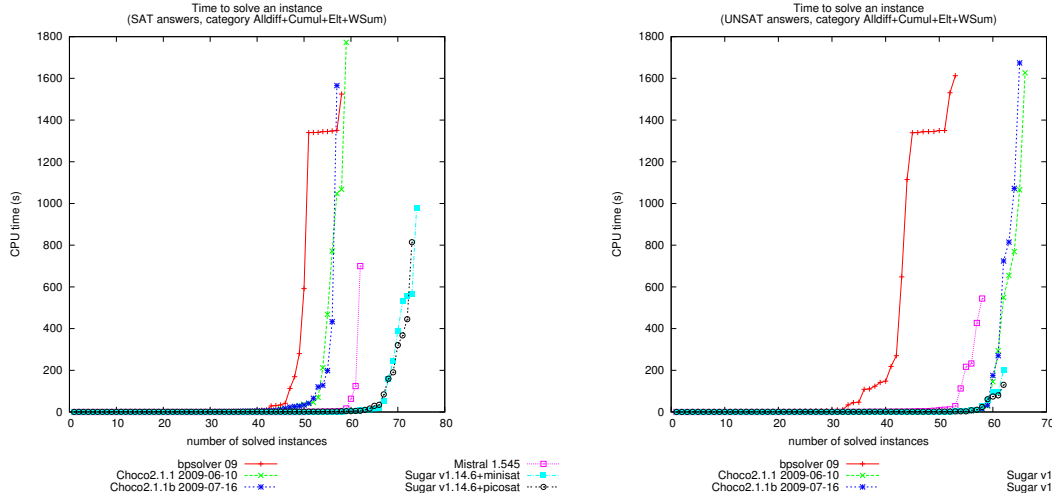 Time to solve an instance
(SAT answers, category Alldiff+Cumul+Elt+WSum)
1800
1600
1400
1200
1000
800
600
400
200
0
CPU time (s)
0 10 20 30 40 50 60 70 80
number of solved instances
bpsolver 09
Choco2.1.1 2009-06-10
Choco2.1.1b 2009-07-16
Mistral 1.545
Sugar v1.14.6+minisat
Sugar v1.14.6+picosat
Time to solve an instance
(UNSAT answers, category Alldiff+Cumul+Elt+WSum)
1800
1600
1400
1200
1000
800
600
400
200
0
CPU time (s)
0 10 20 30 40 50 60 70
number of solved instances
bpsolver 09
Choco2.1.1 2009-06-10
Choco2.1.1b 2009-07-16
Sugar v1
Sugar v1